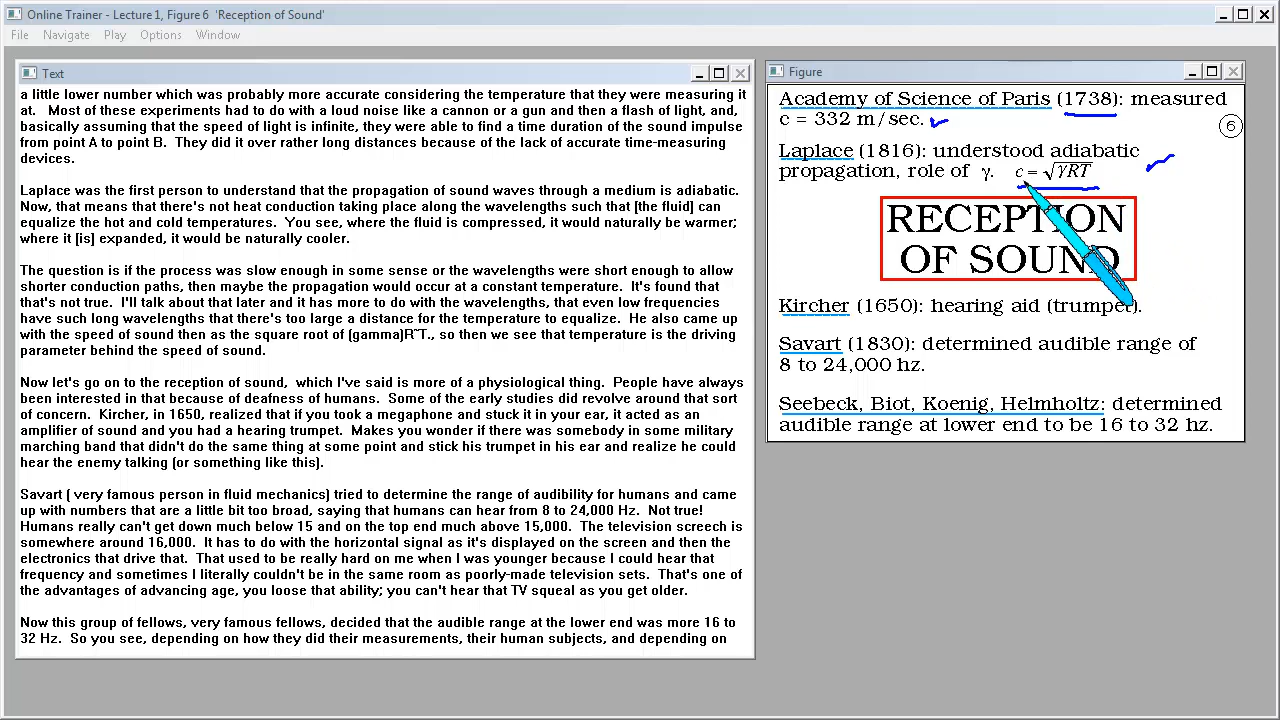 Online Trainer - Lecture 1, Figure 6 'Reception of Sound'
File Navigate Play Options Window
Text
a little lower number which was probably more accurate considering the temperature that they were measuring it
at. Most of these experiments had to do with a loud noise like a cannon or a gun and then a flash of light, and,
basically assuming that the speed of light is infinite, they were able to find a time duration of the sound impulse
from point A to point B. They did it over rather long distances because of the lack of accurate time-measuring
devices.
Laplace was the first person to understand that the propagation of sound waves through a medium is adiabatic.
Now, that means that there's not heat conduction taking place along the wavelengths such that [the fluid] can
equalize the hot and cold temperatures. You see, where the fluid is compressed, it would naturally be warmer;
where it [is] expanded, it would be naturally cooler.
The question is if the process was slow enough in some sense or the wavelengths were short enough to allow
shorter conduction paths, then maybe the propagation would occur at a constant temperature. It's found that
that's not true. I'll talk about that later and it has more to do with the wavelengths, that even low frequencies
have such long wavelengths that there's too large a distance for the temperature to equalize. He also came up
with the speed of sound then as the square root of (gamma)R~T., so then we see that temperature is the driving
parameter behind the speed of sound.
Now let's go on to the reception of sound, which I've said is more of a physiological thing. People have always
been interested in that because of deafness of humans. Some of the early studies did revolve around that sort
of concern. Kircher, in 1650, realized that if you took a megaphone and stuck it in your ear, it acted as an
amplifier of sound and you had a hearing trumpet. Makes you wonder if there was somebody in some military
marching band that didn't do the same thing at some point and stick his trumpet in his ear and realize he could
hear the enemy talking (or something like this).
Savart ( very famous person in fluid mechanics) tried to determine the range of audibility for humans and came
up with numbers that are a little bit too broad, saying that humans can hear from 8 to 24,000 Hz. Not true!
Humans really can't get down much below 15 and on the top end much above 15,000. The television screech is
somewhere around 16,000. It has to do with the horizontal signal as it's displayed on the screen and then the
electronics that drive that. That used to be really hard on me when I was younger because I could hear that
frequency and sometimes I literally couldn't be in the same room as poorly-made television sets. That's one of
the advantages of advancing age, you loose that ability; you can't hear that TV squeal as you get older.
Now this group of fellows, very famous fellows, decided that the audible range at the lower end was more 16 to
32 Hz. So you see, depending on how they did their measurements, their human subjects, and depending on
Figure
Academy of Science of Paris (1738): measured
c = 332 m/sec.
6
Laplace (1816): understood adiabatic
propagation, role of γ. c = √γRT
RECEPTION
OF SOUND
Kircher (1650): hearing aid (trumpet).
Savart (1830): determined audible range of
8 to 24,000 hz.
Seebeck, Biot, Koenig, Helmholtz: determined
audible range at lower end to be 16 to 32 hz.